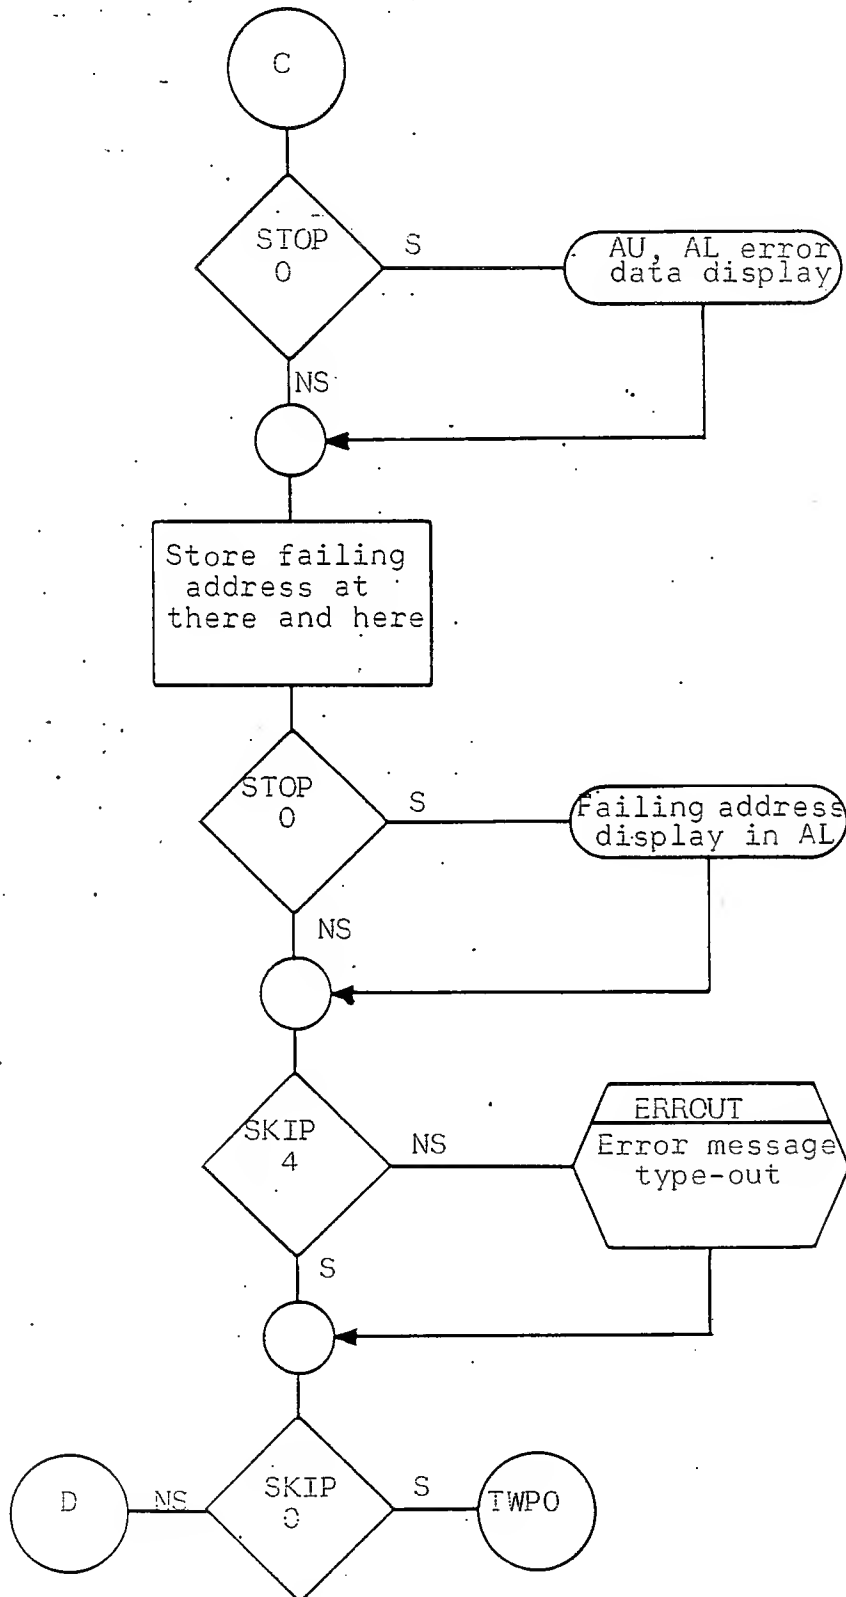 C
STOP
0
S
AU, AL error
data display
NS
Store failing
address at
there and here
STOP
0
S
Failing address
display in AL
NS
SKIP
4
NS
ERROUT
Error message
type-out
S
D
NS
SKIP
0
S
TWPO